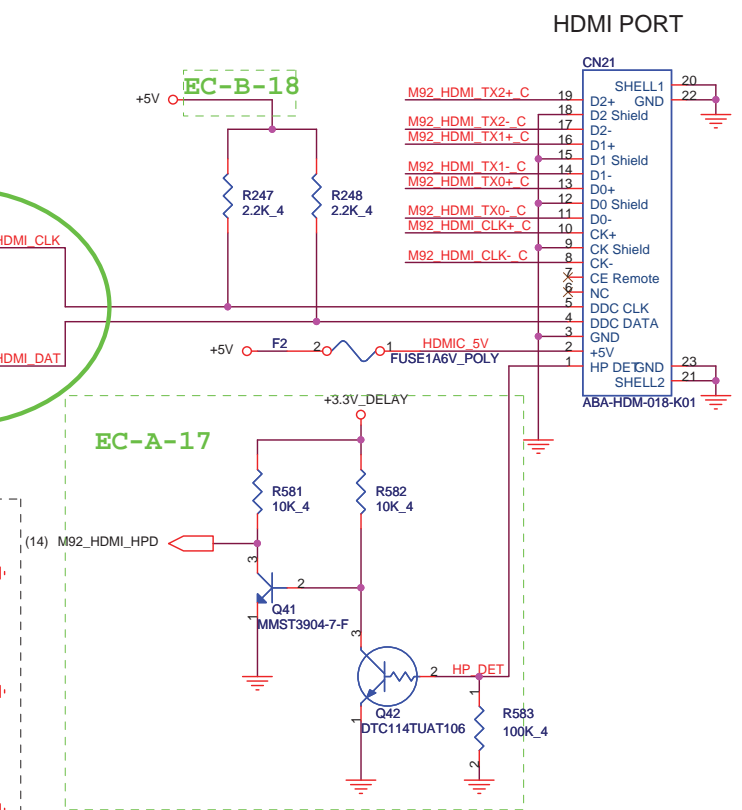 HDMI PORT
CN21
EC-B-18
+5V
R247
2.2K_4
R248
2.2K_4
M92_HDMI_TX2+_C
M92_HDMI_TX2-_C
M92_HDMI_TX1+_C
M92_HDMI_TX1-_C
M92_HDMI_TX0+_C
M92_HDMI_TX0-_C
M92_HDMI_CLK+_C
M92_HDMI_CLK-_C
SHELL1 20
19 D2+ GND 22
18 D2 Shield
17 D2-
16 D1+
15 D1 Shield
14 D1-
13 D0+
12 D0 Shield
11 D0-
10 CK+
9 CK Shield
8 CK-
7 CE Remote
6 NC
5 DDC CLK
4 DDC DATA
3 GND
2 +5V
1 HP DET GND 23
SHELL2 21
ABA-HDM-018-K01
HDMI_CLK
HDMI_DAT
+5V F2 2 1 HDMIC_5V
FUSE1A6V_POLY
+3.3V_DELAY
EC-A-17
R581
10K_4
R582
10K_4
(14) M92_HDMI_HPD
3
2
1
Q41
MMST3904-7-F
3
2 HP_DET
1
Q42
DTC114TUAT106
1
R583
100K_4
2